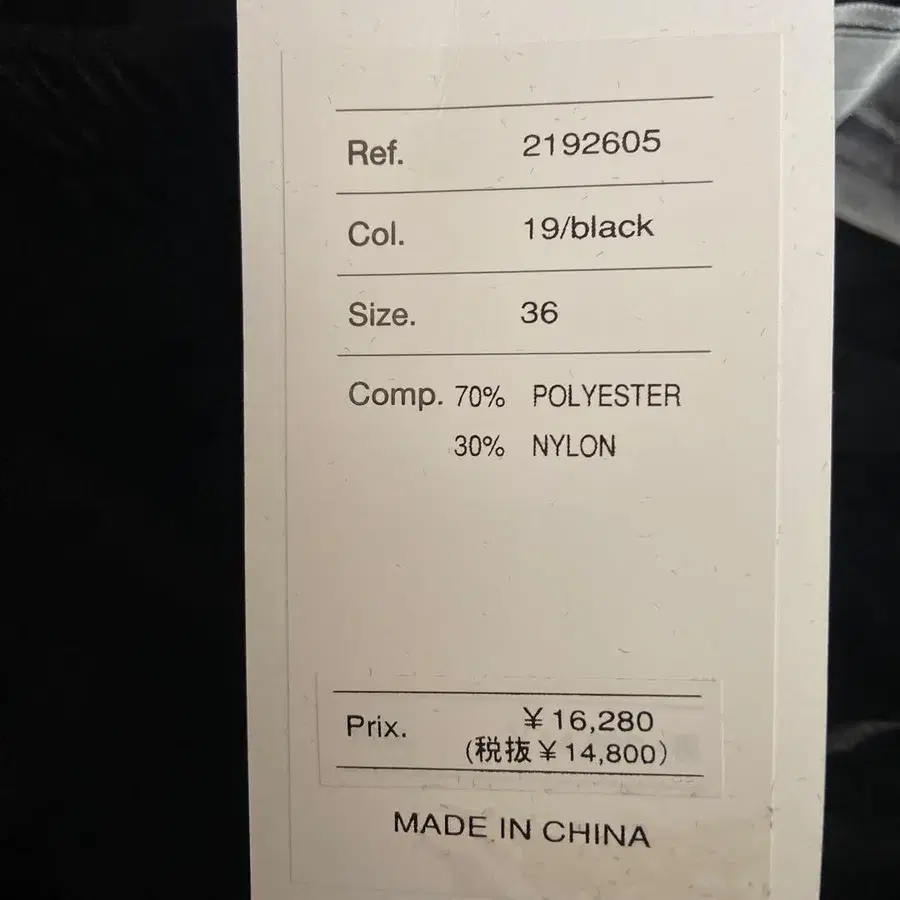 Ref. 2192605
Col. 19/black
Size. 36
Comp. 70% POLYESTER
30% NYLON
Prix. ¥16,280
(税抜¥14,800)
MADE IN CHINA